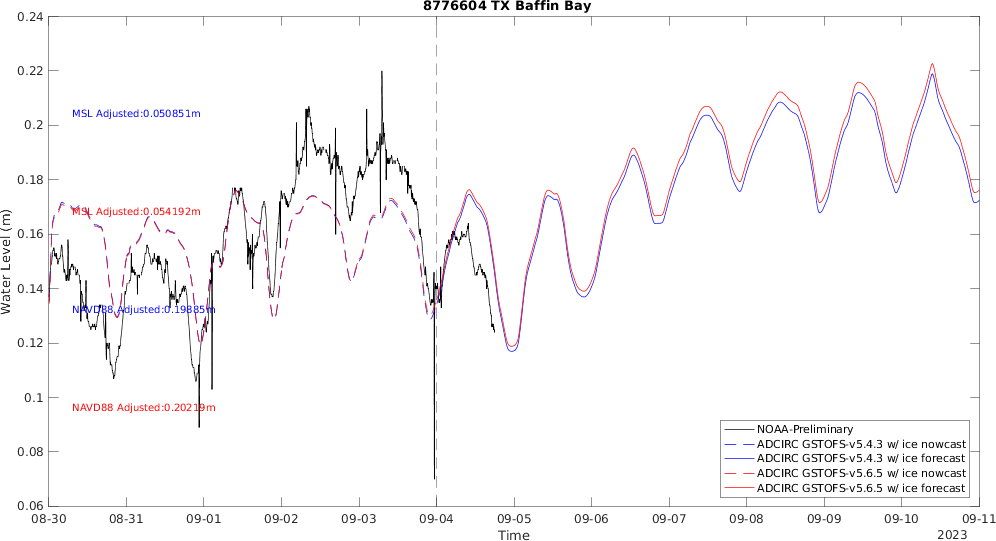 8776604 TX Baffin Bay
0.24
0.22
0.2
0.18
0.16
0.14
0.12
0.1
0.08
0.06
Water Level (m)
MSL Adjusted:0.050851m
MSL Adjusted:0.054192m
NAVD88 Adjusted:0.19885m
NAVD88 Adjusted:0.20219m
NOAA-Preliminary
ADCIRC GSTOFS-v5.4.3 w/ ice nowcast
ADCIRC GSTOFS-v5.4.3 w/ ice forecast
ADCIRC GSTOFS-v5.6.5 w/ ice nowcast
ADCIRC GSTOFS-v5.6.5 w/ ice forecast
08-30 08-31 09-01 09-02 09-03 09-04 09-05 09-06 09-07 09-08 09-09 09-10 09-11
Time
2023